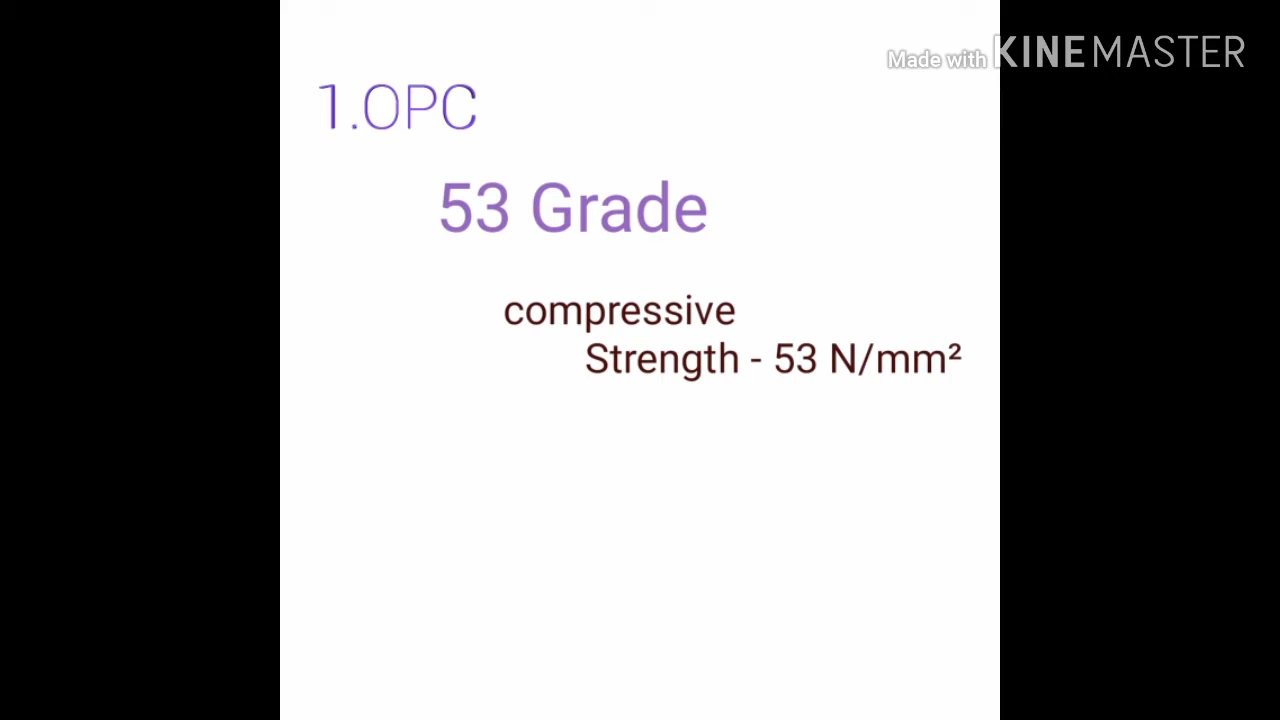 Made with KINEMASTER
1.OPC
53 Grade
compressive
Strength - 53 N/mm²